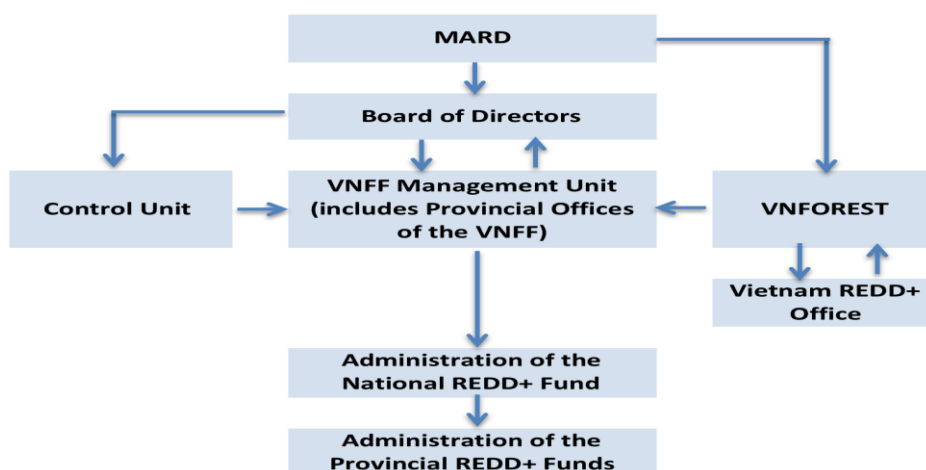 MARD
Board of Directors
Control Unit
VNFF Management Unit
(includes Provincial Offices
of the VNFF)
VNFOREST
Vietnam REDD+
Office
Administration of the
National REDD+ Fund
Administration of the
Provincial REDD+ Funds